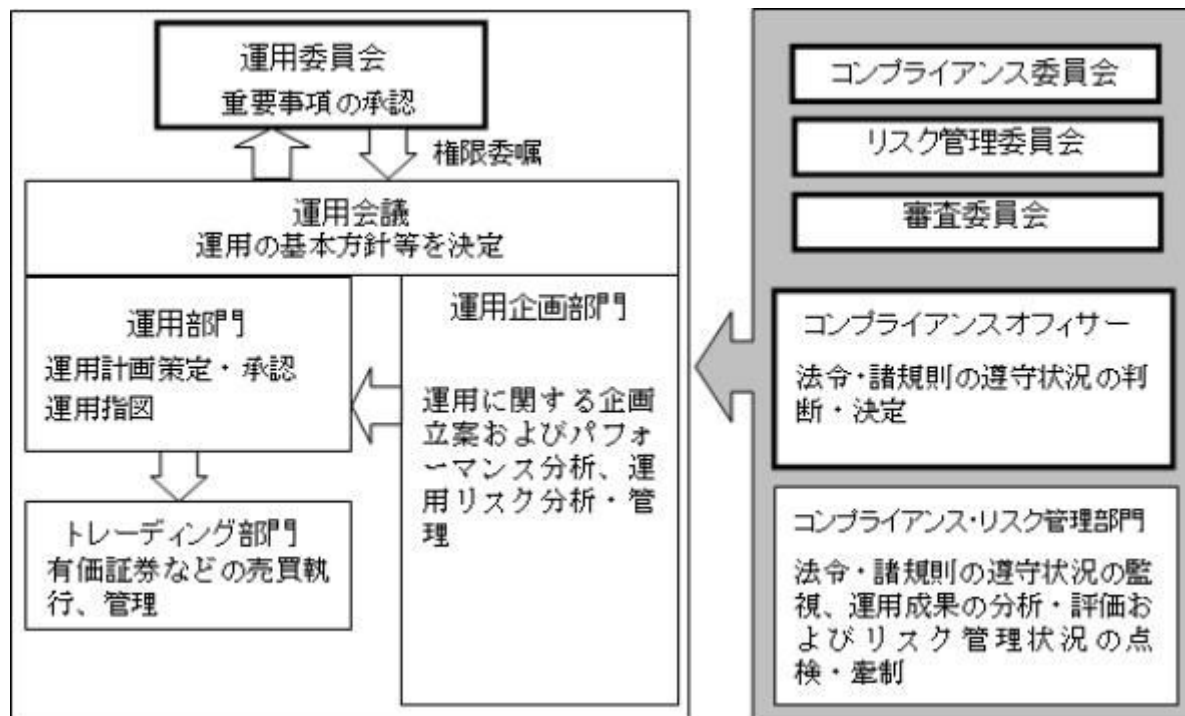 運用委員会
重要事項の承認
権限委嘱
運用会議
運用の基本方針等を決定
運用部門
運用計画策定・承認
運用指図
運用企画部門
運用に関する企画
立案およびパフォ
ーマンス分析、運
用リスク分析・管
理
トレーディング部門
有価証券などの売買執
行、管理
コンプライアンス委員会
リスク管理委員会
審査委員会
コンプライアンスオフィサー
法令・諸規則の遵守状況の判
断・決定
コンプライアンス・リスク管理部門
法令・諸規則の遵守状況の監
視、運用成果の分析・評価お
よびリスク管理状況の点
検・牽制